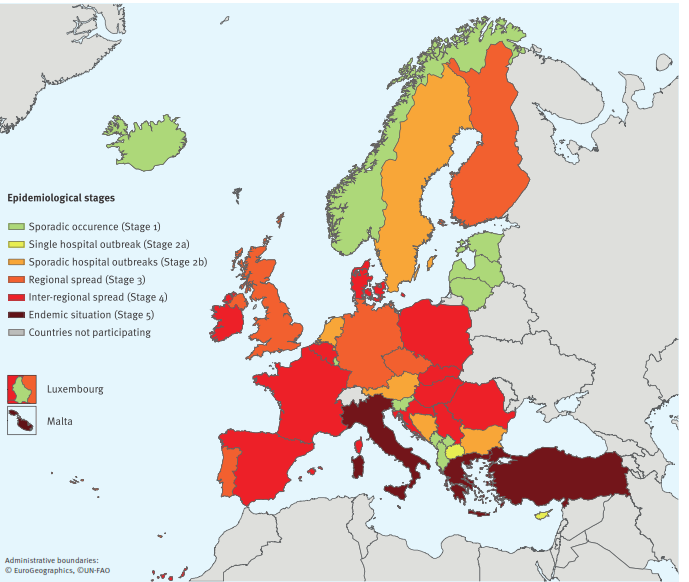 Epidemiological stages
Sporadic occurence (Stage 1)
Single hospital outbreak (Stage 2a)
Sporadic hospital outbreaks (Stage 2b)
Regional spread (Stage 3)
Inter-regional spread (Stage 4)
Endemic situation (Stage 5)
Countries not participating
Luxembourg
Malta
Administrative boundaries:
© EuroGeographics, ©UN-FAO